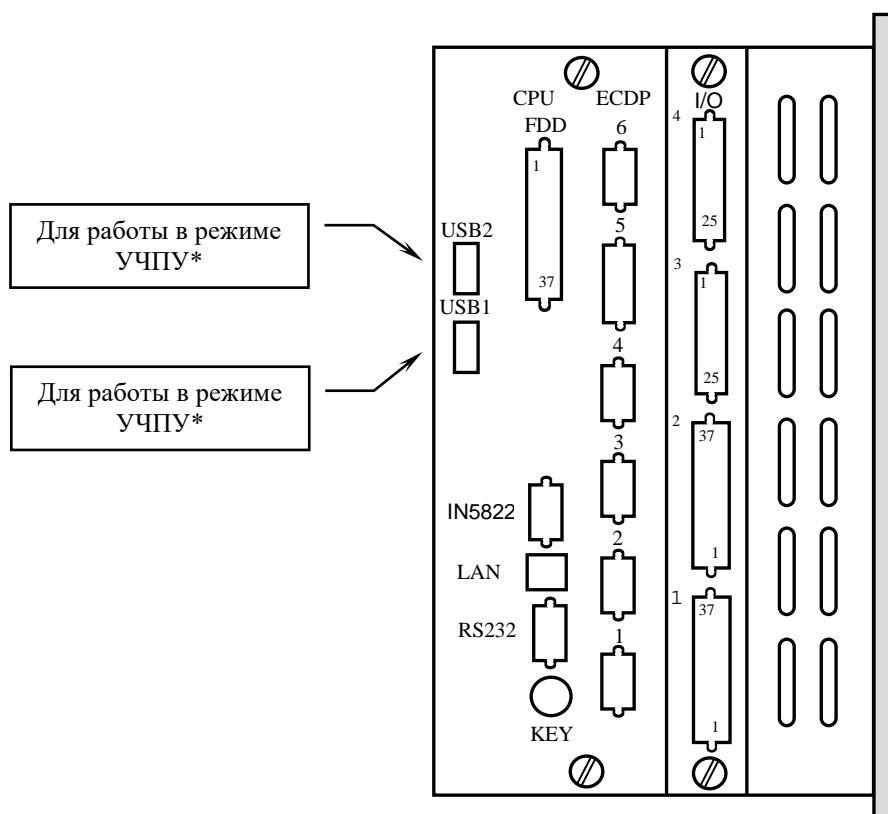 CPU ECDP I/O
FDD 6 4 1
1
25
Для работы в режиме
УЧПУ*
USB2 5
3 1
37
USB1
4
25
Для работы в режиме
УЧПУ*
2 37
3
IN5822
2 1
LAN
1 37
RS232 1
1
KEY